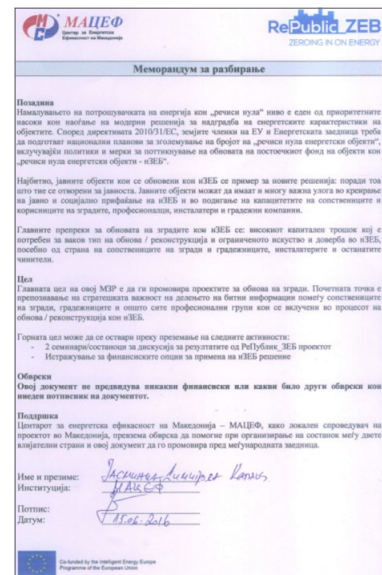 МАЦЕФ
Центар за Енергетска
Ефикасност на Македонија
RePublic_ZEB
ZEROING IN ON ENERGY
Меморандум за разбирање
Позадина
Намалувањето на потрошувачката на енергија кон „речиси нула“ ниво е еден од приоритетните
насоки кон наоѓање на модерни решенија за надградба на енергетските карактеристики на
објектите. Според директивата 2010/31/ЕС, земјите членки на ЕУ и Енергетската заедница треба
да подготват национални планови за зголемување на бројот на „речиси нула енергетски објекти“,
вклучувајќи политики и мерки за поттикнување на обновата на постоечкиот фонд на објекти кон
„речиси нула енергетски објекти - нЗЕБ“.
Најбитно, јавните објекти кои се обновени кон нЗЕБ се пример за новите решенија: поради тоа
што тие се отворени за јавноста. Јавните објекти можат да имаат и многу важна улога во креирање
на јавно и социјално прифаќање на нЗЕБ и во подигање на капацитетите на сопствениците и
корисниците на зградите, професионалци, инсталатери и градежни компании.
Главните препреки за обновата на зградите кон нЗЕБ се: високиот капитален трошок кој е
потребен за ваков тип на обнова / реконструкција и ограниченото искуство и доверба во нЗЕБ,
посебно од страна на сопствениците на згради и градежниците, инсталатерите и останатите
чинители.
Цел
Главната цел на овој МЗР е да ги промовира проектите за обнова на згради. Почетната точка е
препознавање на стратешката важност на делењето на битни информации помеѓу сопствениците
на згради, градежниците и општо сите професионални групи кои се вклучени во процесот на
обнова / реконструкција кон нЗЕБ.
Горната цел може да се оствари преку преземање на следните активности:
- 2 семинари/состаноци за дискусија за резултатите од РеПублик_ЗЕБ проектот
- Истражување за финансиските опции за примена на нЗЕБ решение
Обврски
Овој документ не предвидува никакви финансиски или какви било други обврски кон
ниеден потписник на документот.
Поддршка
Центарот за енергетска ефикасност на Македонија – МАЦЕФ, како локален спроведувач на
проектот во Македонија, превзема обврска да помогне при организирање на состанок меѓу двете
влијателни страни и овој документ да го промовира пред меѓународната заедница.
Име и презиме: Јасминка
Институција: МАЦЕФ
Потпис:
Датум: 15.06.2016
Co-funded by the Intelligent Energy Europe
Programme of the European Union